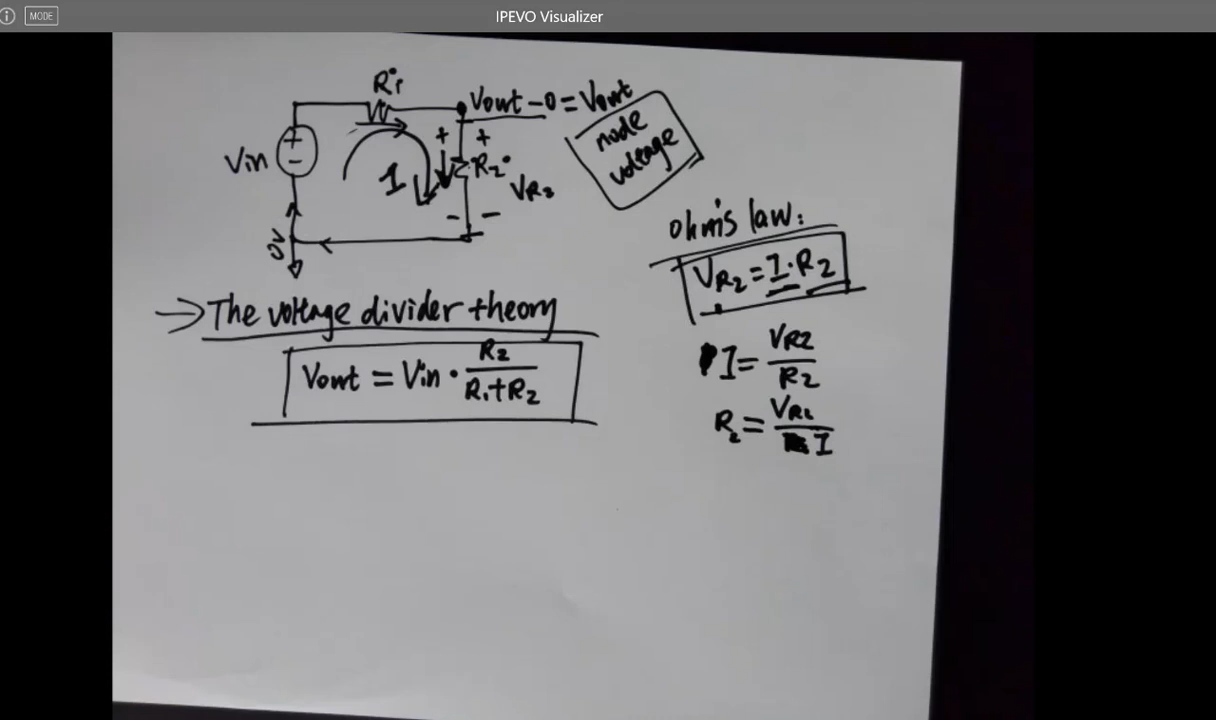 MODE
IPEVO Visualizer
R₁
Vout - 0 = Vout
node
voltage
Vin
+
-
I
+
+
R₂
VR₂
-
-
0V
ohm's law:
VR₂ = I · R₂
→ The voltage divider theory
Vout = Vin · R₂ / R₁+R₂
I = VR2 / R2
R₂ = VR₂ / I